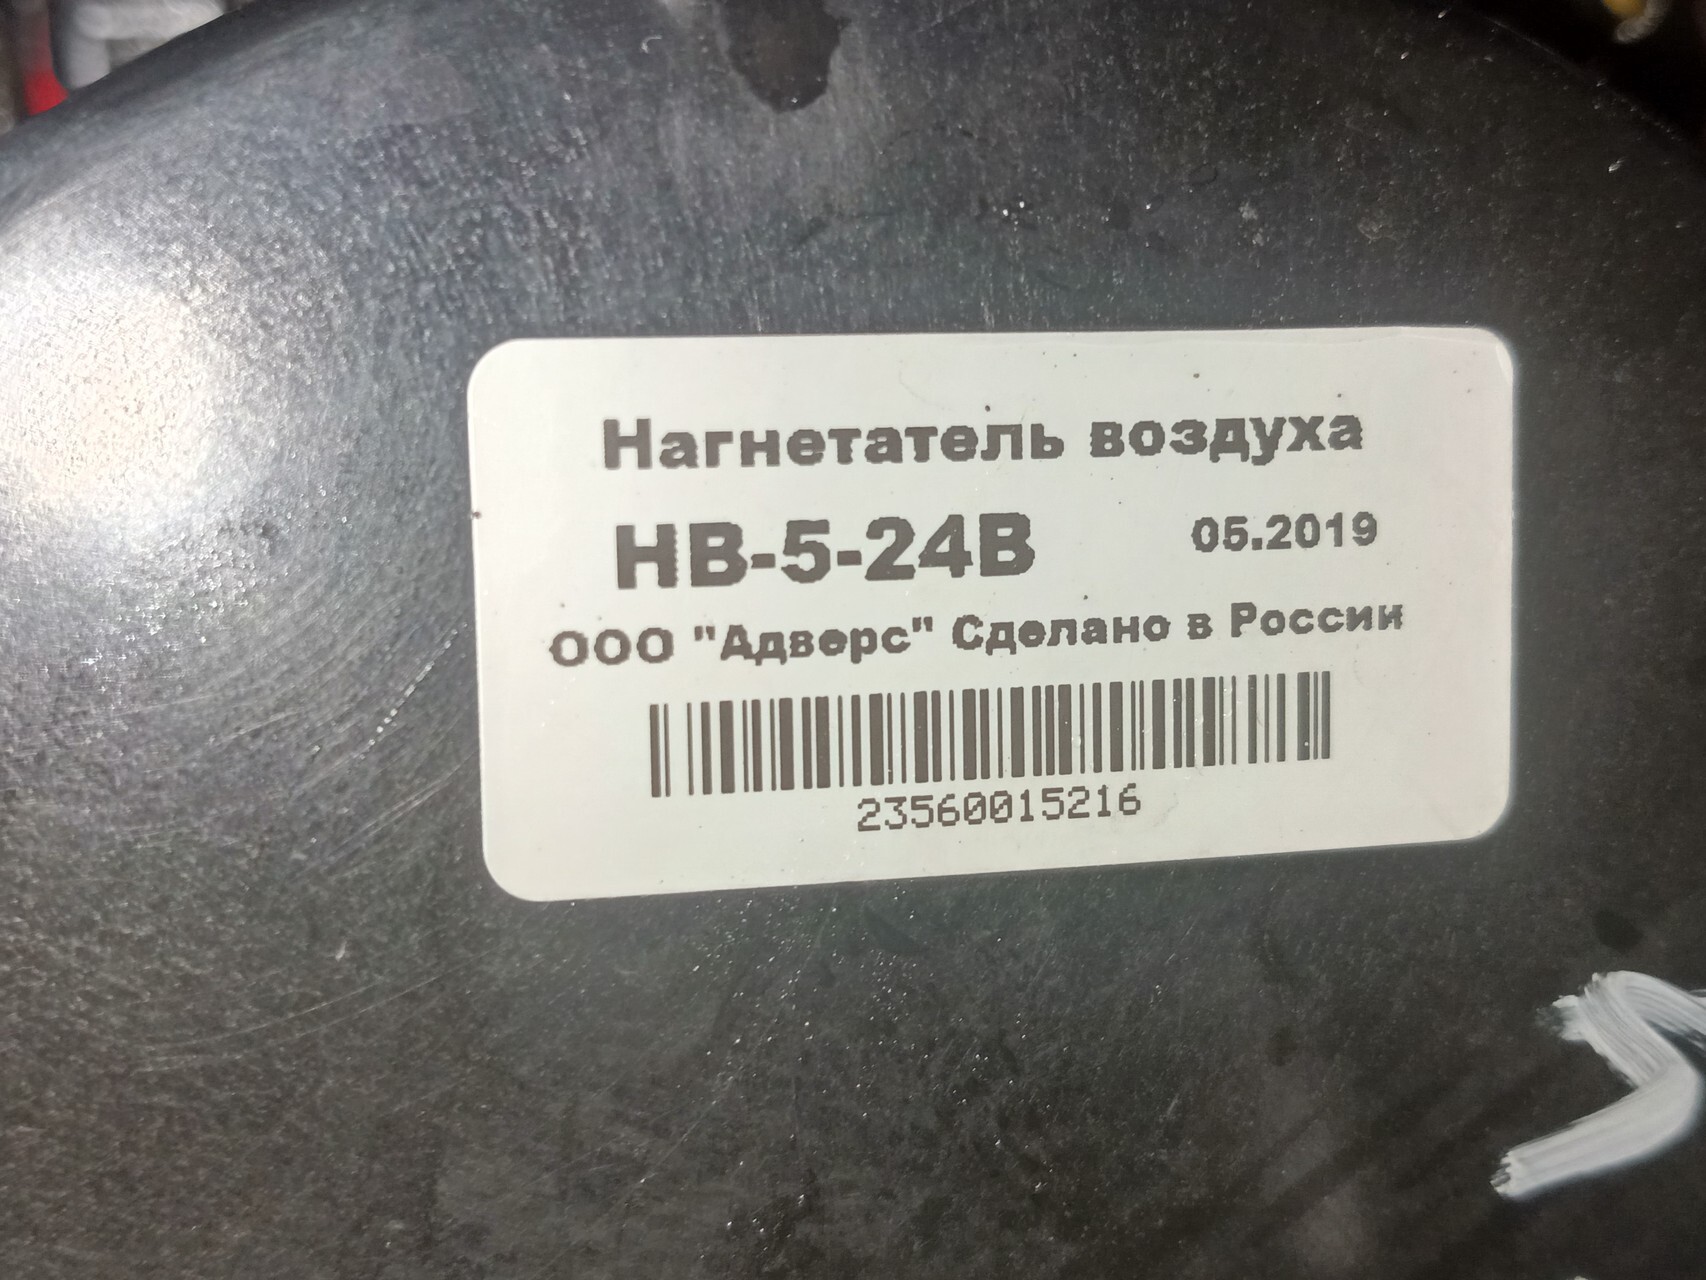 Нагнетатель воздуха
НВ-5-24В 05.2019
ООО "Адверс" Сделано в России
23560015216